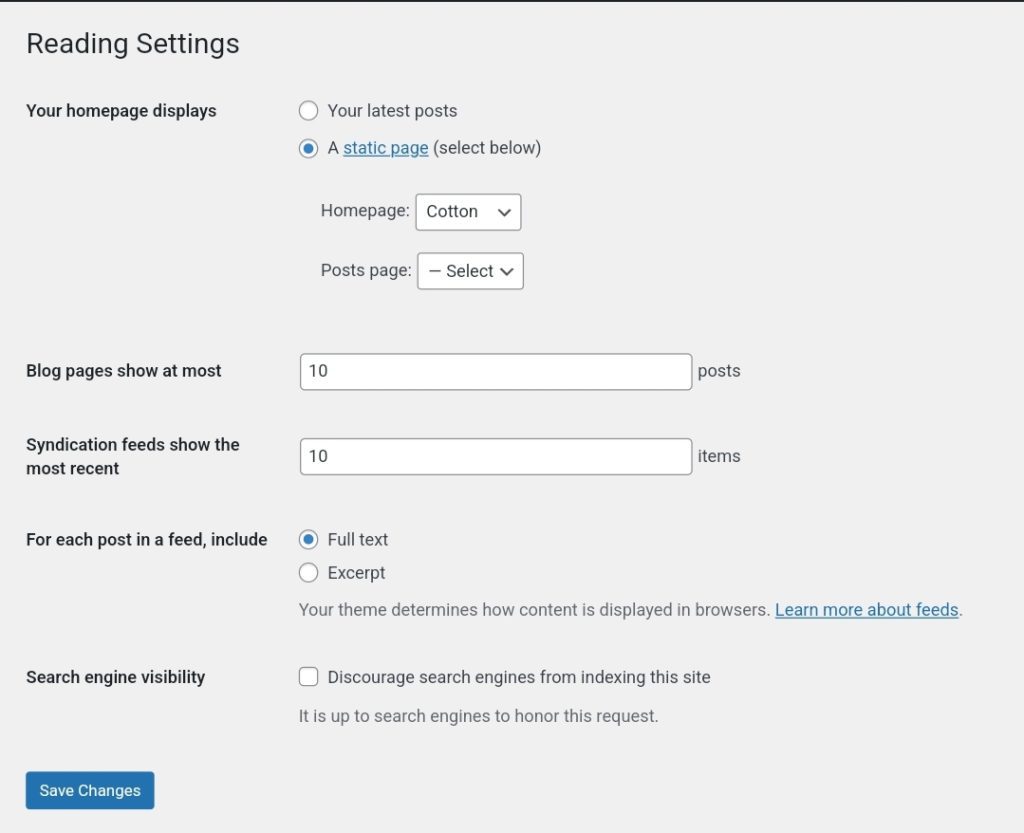 Reading Settings
Your homepage displays
Your latest posts
A static page (select below)
Homepage: Cotton
Posts page: — Select
Blog pages show at most 10 posts
Syndication feeds show the
most recent
10 items
For each post in a feed, include
Full text
Excerpt
Your theme determines how content is displayed in browsers. Learn more about feeds.
Search engine visibility
Discourage search engines from indexing this site
It is up to search engines to honor this request.
Save Changes